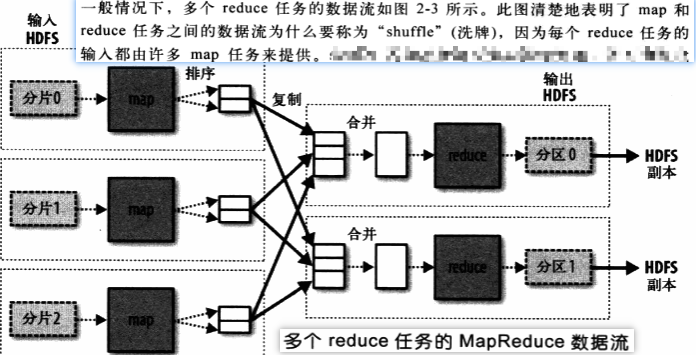 一般情况下，多个 reduce 任务的数据流如图 2-3 所示。此图清楚地表明了 map 和
reduce 任务之间的数据流为什么要称为“shuffle”(洗牌)，因为每个 reduce 任务的
输入都由许多 map 任务来提供。
输入
HDFS
排序
复制
输出
HDFS
分片0
map
合并
reduce
分区 0
HDFS
副本
分片1
map
合并
reduce
分区 1
HDFS
副本
分片2
map
多个 reduce 任务的 MapReduce 数据流